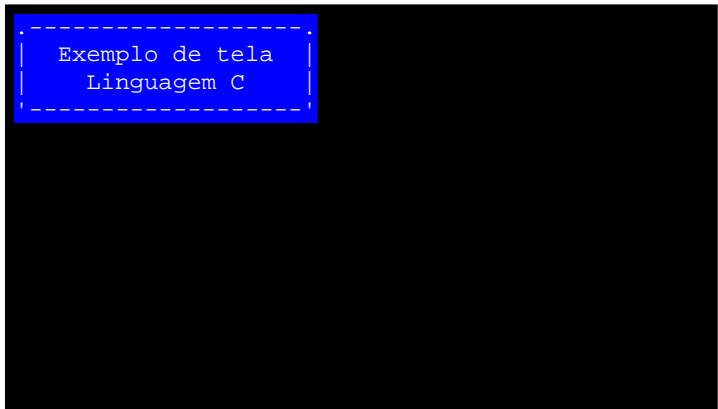 .-------------------.
|  Exemplo de tela  |
|    Linguagem C    |
'-------------------'